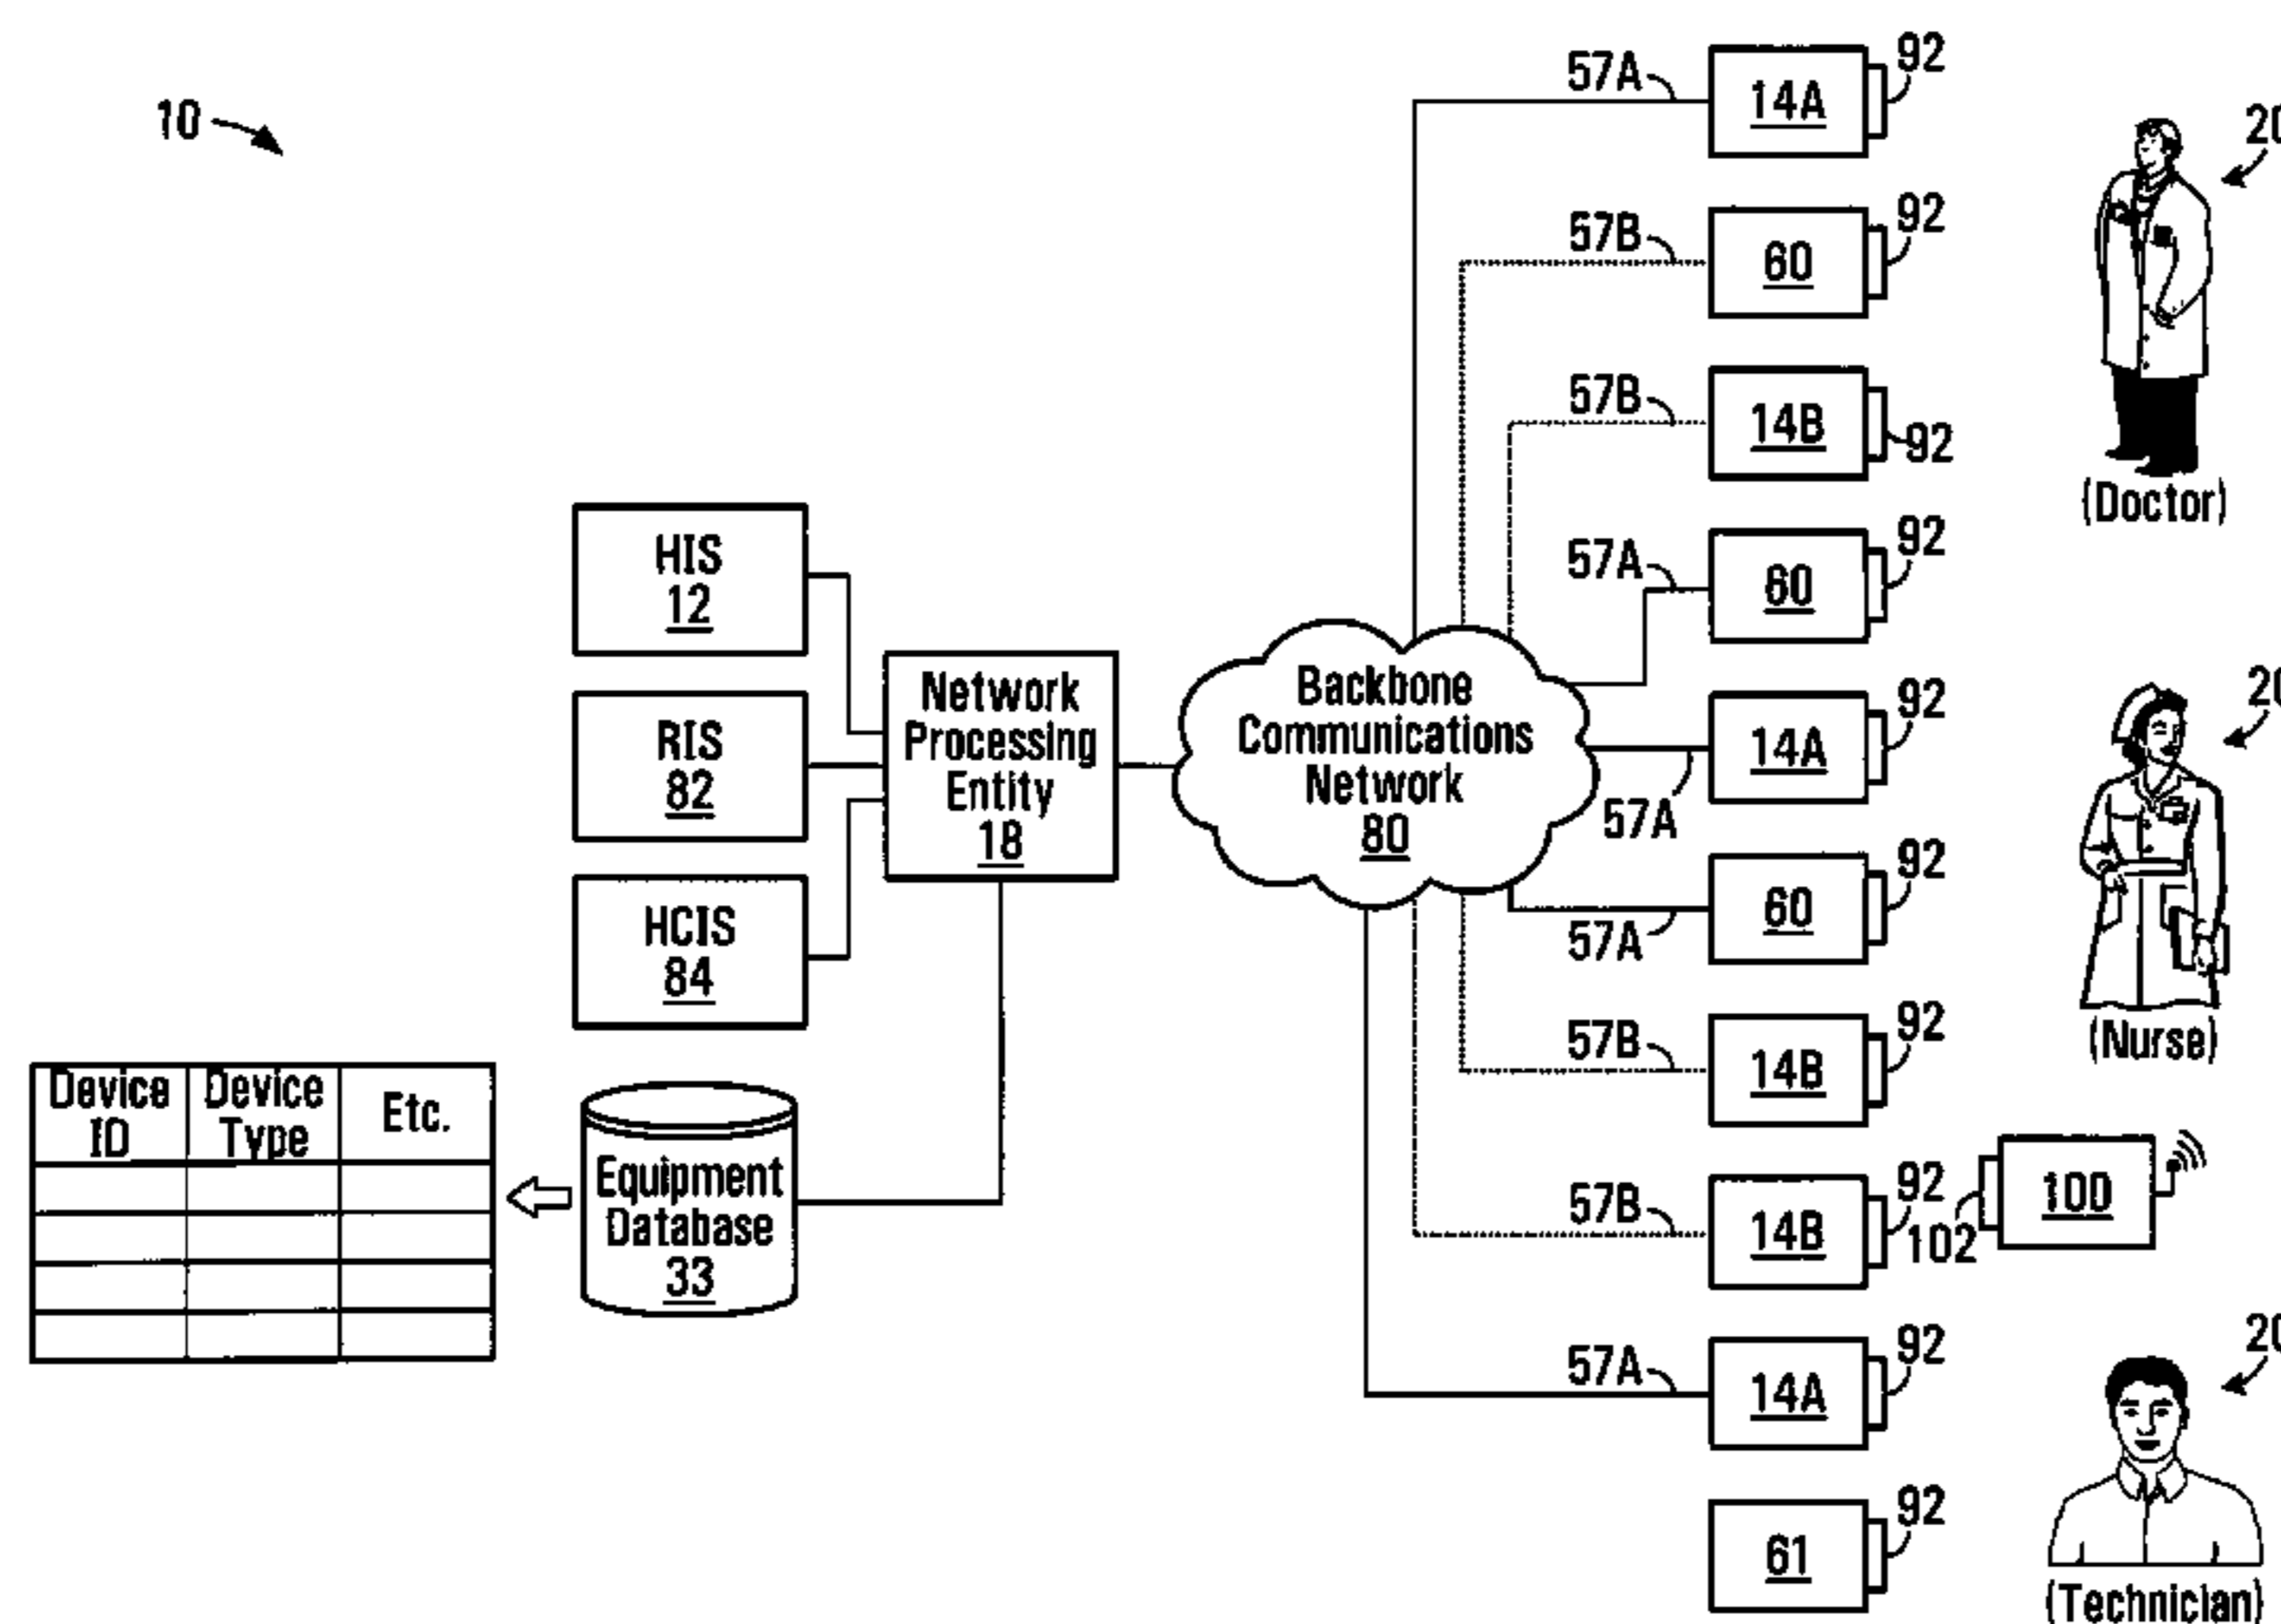 10
HIS
12
RIS
82
HCIS
84
Network
Processing
Entity
18
Backbone
Communications
Network
80
Device
ID
Device
Type
Etc.
Equipment
Database
33
57A
14A
92
57B
60
92
57B
14B
92
57A
60
92
57A
14A
92
57A
60
92
57B
14B
92
57B
14B
92
102
100
57A
14A
92
61
92
20
(Doctor)
20
(Nurse)
20
(Technician)